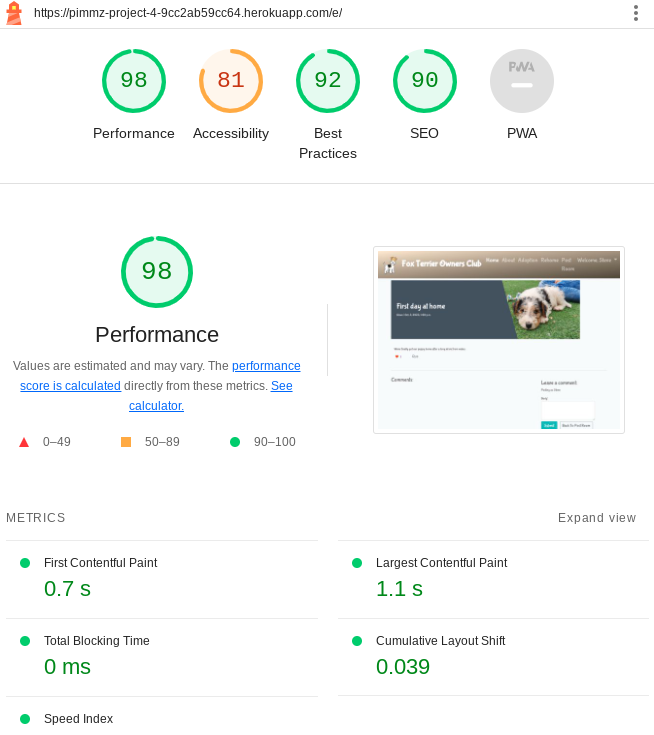 https://pimmz-project-4-9cc2ab59cc64.herokuapp.com/e/
98
81
92
90
PWA
Performance
Accessibility
Best
Practices
SEO
PWA
98
Performance
Values are estimated and may vary. The performance
score is calculated directly from these metrics. See
calculator.
0–49
50–89
90–100
Fox Terrier Owners Club
Home About Adoption Behavior Post Welcome,
Room
First day at home
Comments
Leave a comment
METRICS
Expand view
First Contentful Paint
0.7 s
Largest Contentful Paint
1.1 s
Total Blocking Time
0 ms
Cumulative Layout Shift
0.039
Speed Index